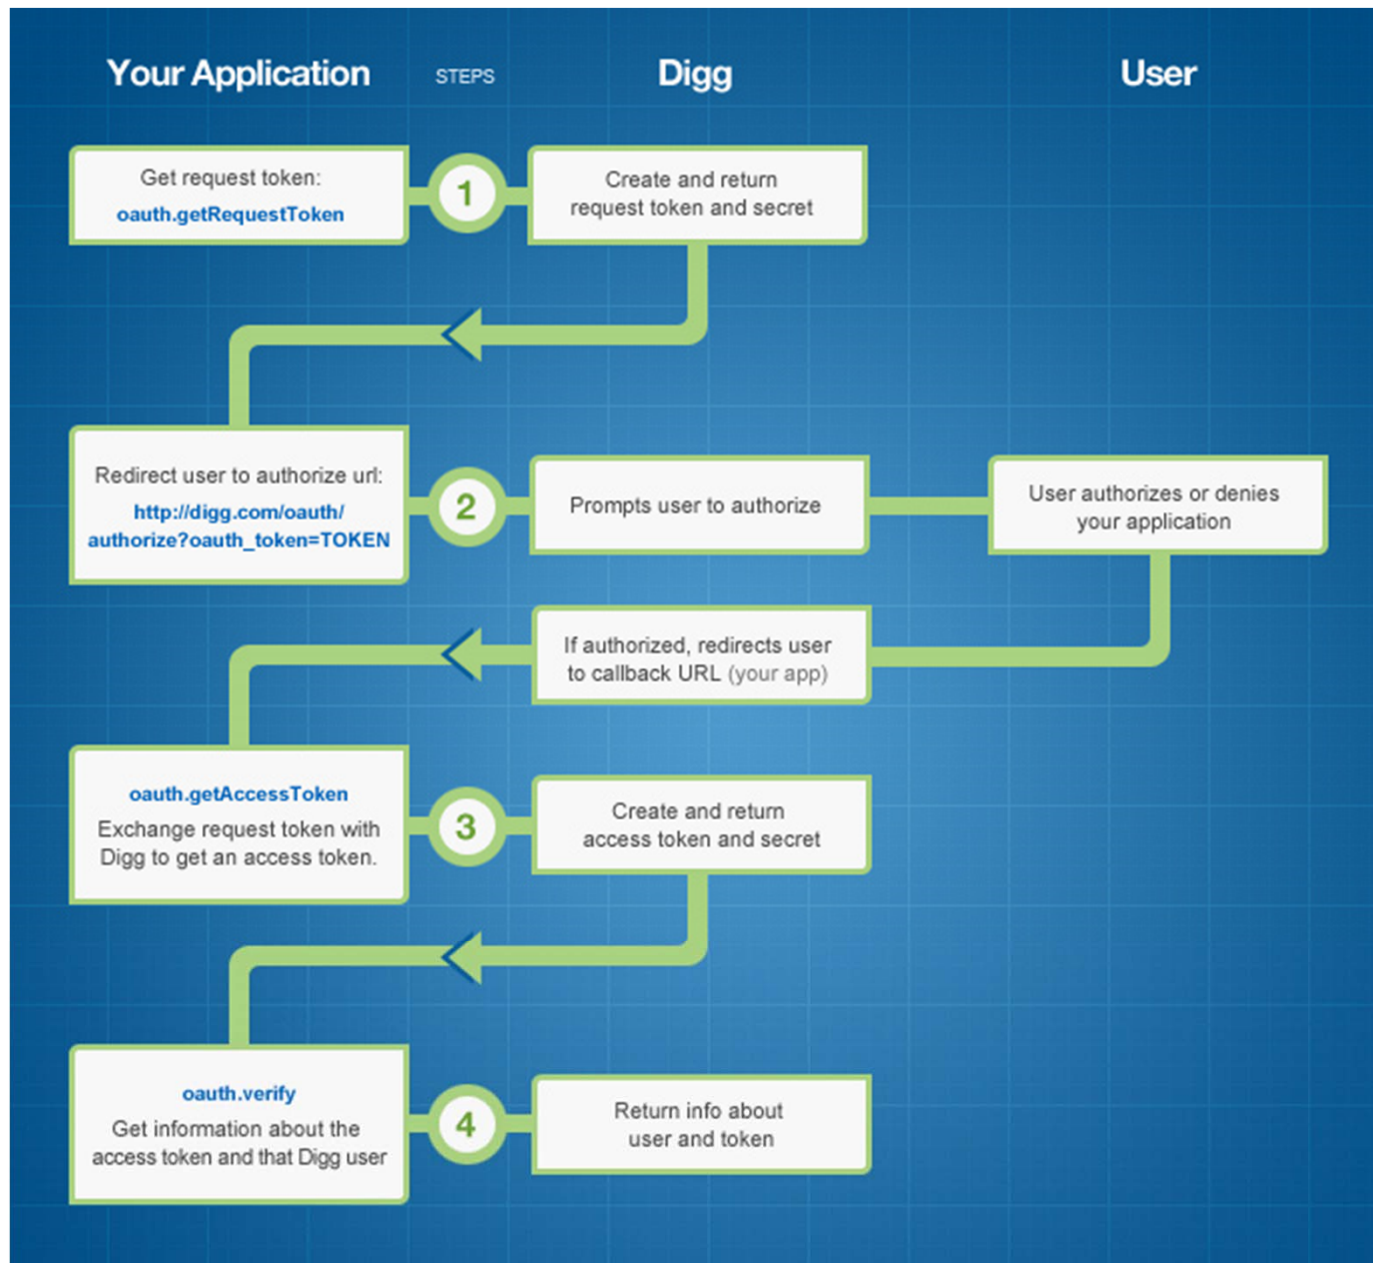 Your Application
STEPS
Digg
User
Get request token:
oauth.getRequestToken
1
Create and return
request token and secret
Redirect user to authorize url:
http://digg.com/oauth/
authorize?oauth_token=TOKEN
2
Prompts user to authorize
User authorizes or denies
your application
If authorized, redirects user
to callback URL (your app)
oauth.getAccessToken
Exchange request token with
Digg to get an access token.
3
Create and return
access token and secret
oauth.verify
Get information about the
access token and that Digg user
4
Return info about
user and token